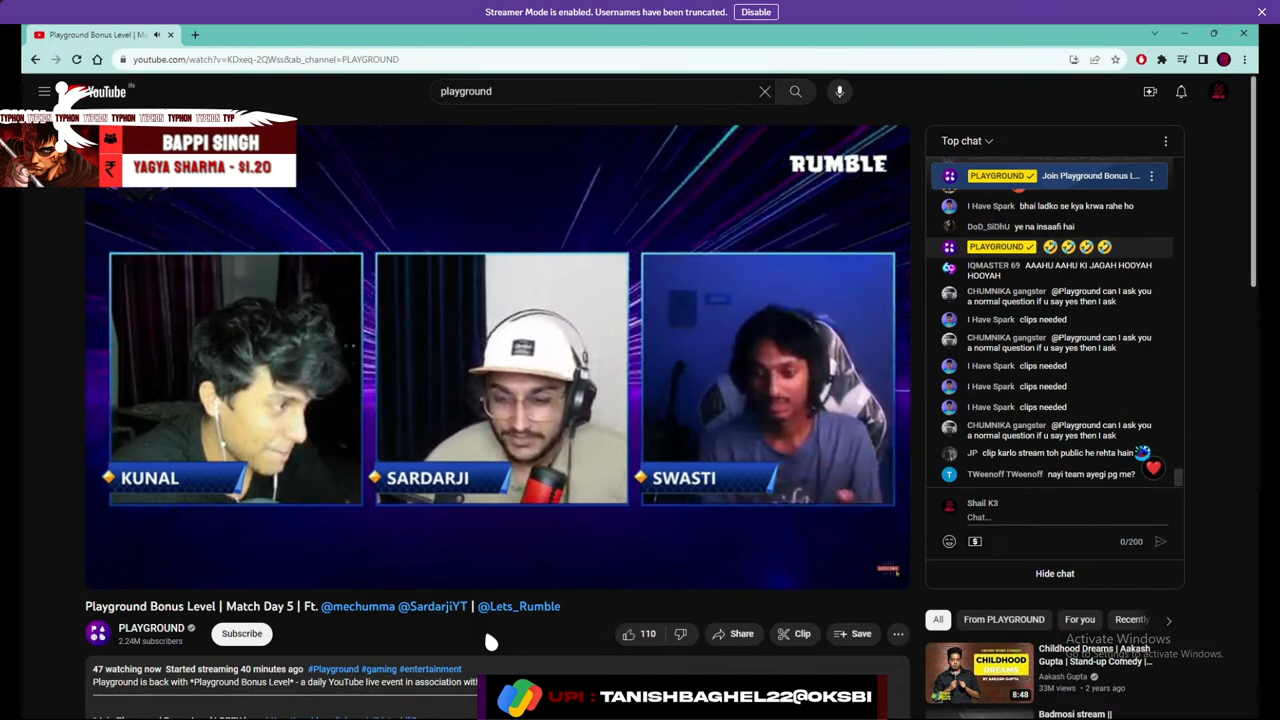 Streamer Mode is enabled. Usernames have been truncated. Disable
Playground Bonus Level | Ma
youtube.com/watch?v=KDxeq-2QWss&ab_channel=PLAYGROUND
YouTube IN
playground
TYPHON TYPHON TYPHON TYPHON TYP
BAPPI SINGH
YAGYA SHARMA - $1.20
RUMBLE
KUNAL
SARDARJI
SWASTI
Top chat
PLAYGROUND Join Playground Bonus L...
I Have Spark bhai ladko se kya krwa rahe ho
DoD_SiDhU ye na insaafi hai
PLAYGROUND 🤣🤣🤣🤣
IQMASTER 69 AAAHU AAHU KI JAGAH HOOYAH
HOOYAH
CHUMNIKA gangster @Playground can I ask you
a normal question if u say yes then I ask
I Have Spark clips needed
CHUMNIKA gangster @Playground can I ask you
a normal question if u say yes then I ask
I Have Spark clips needed
I Have Spark clips needed
I Have Spark clips needed
CHUMNIKA gangster @Playground can I ask you
a normal question if u say yes then I ask
JP clip karlo stream toh public he rehta hain
T TWeenoff TWeenoff nayi team ayegi pg me?
Shail K3
Chat...
0/200
Hide chat
Playground Bonus Level | Match Day 5 | Ft. @mechumma @SardarjiYT | @Lets_Rumble
PLAYGROUND
2.24M subscribers
Subscribe
110
Share
Clip
Save
47 watching now Started streaming 40 minutes ago #Playground #gaming #entertainment
Playground is back with *Playground Bonus Level* - a daily YouTube live event in association with
UPI : TANISHBAGHEL22@OKSBI
All
From PLAYGROUND
For you
Recently
Activate Windows
Go to Settings to activate Windows.
CHILDHOOD
DREAMS
8:48
Childhood Dreams | Aakash
Gupta | Stand-up Comedy |...
Aakash Gupta
33M views • 2 years ago
Badmosi stream ||